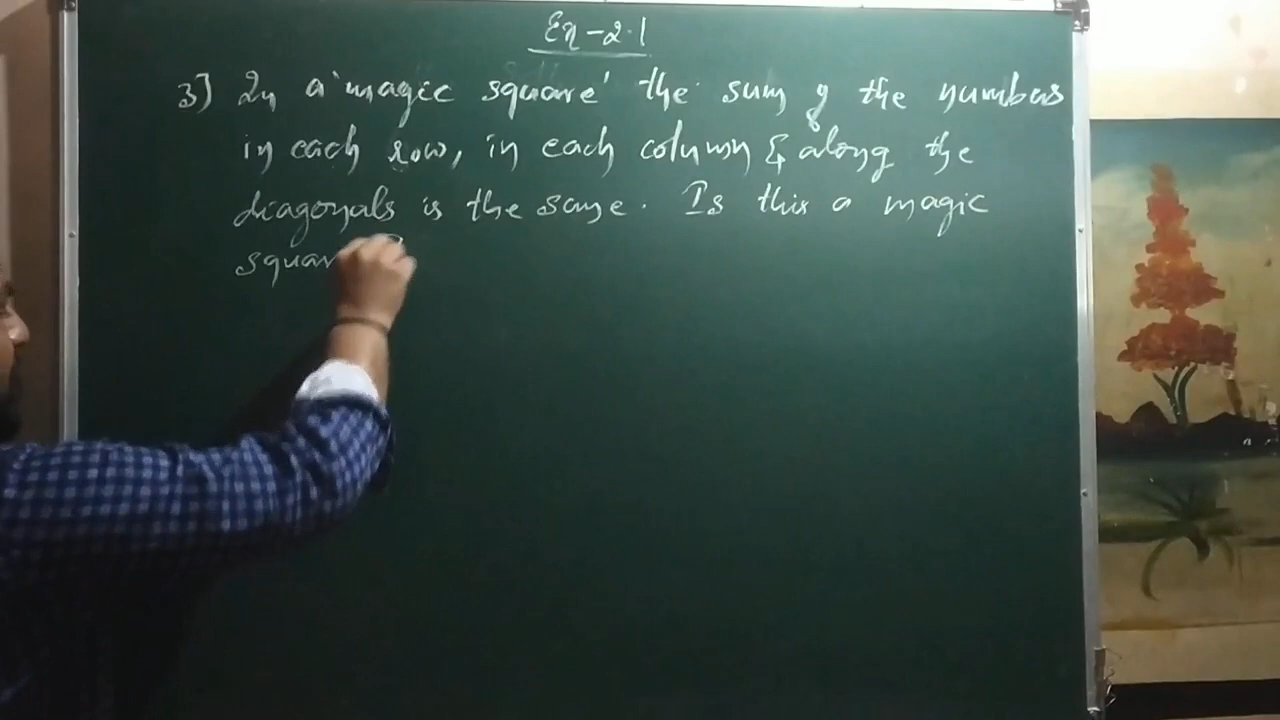 Ex-2.1
3) In a 'magic square' the sum of the numbers
in each row, in each column & along the
diagonals is the same. Is this a magic
squar